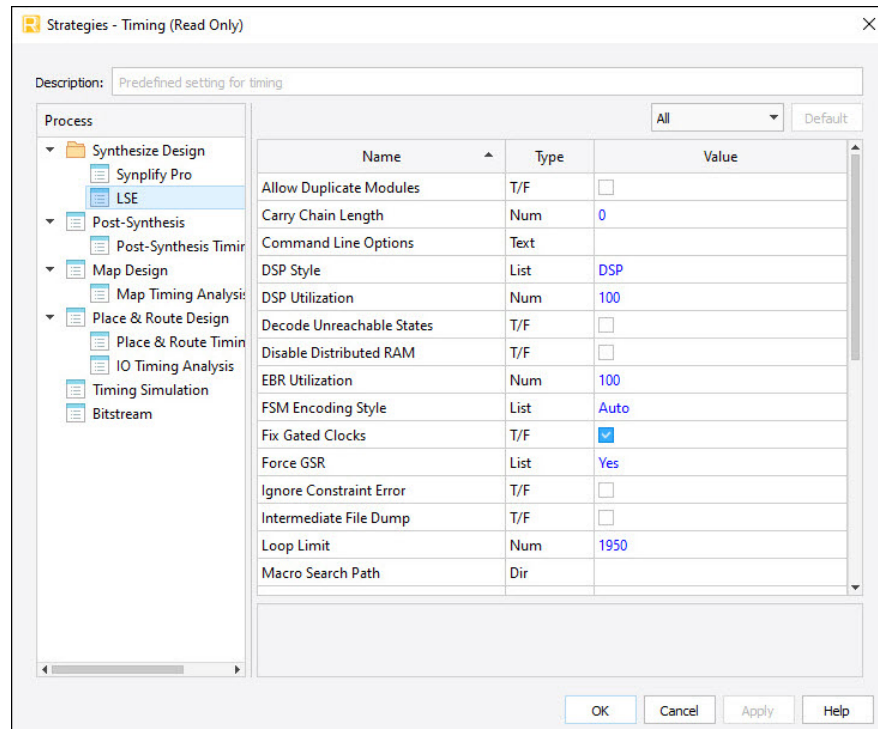 Strategies - Timing (Read Only)
Description: Predefined setting for timing
Process
All
Default
Synthesize Design
Synplify Pro
LSE
Post-Synthesis
Post-Synthesis Timir
Map Design
Map Timing Analysis
Place & Route Design
Place & Route Timin
IO Timing Analysis
Timing Simulation
Bitstream
Name Type Value
Allow Duplicate Modules T/F
Carry Chain Length Num 0
Command Line Options Text
DSP Style List DSP
DSP Utilization Num 100
Decode Unreachable States T/F
Disable Distributed RAM T/F
EBR Utilization Num 100
FSM Encoding Style List Auto
Fix Gated Clocks T/F
Force GSR List Yes
Ignore Constraint Error T/F
Intermediate File Dump T/F
Loop Limit Num 1950
Macro Search Path Dir
OK Cancel Apply Help